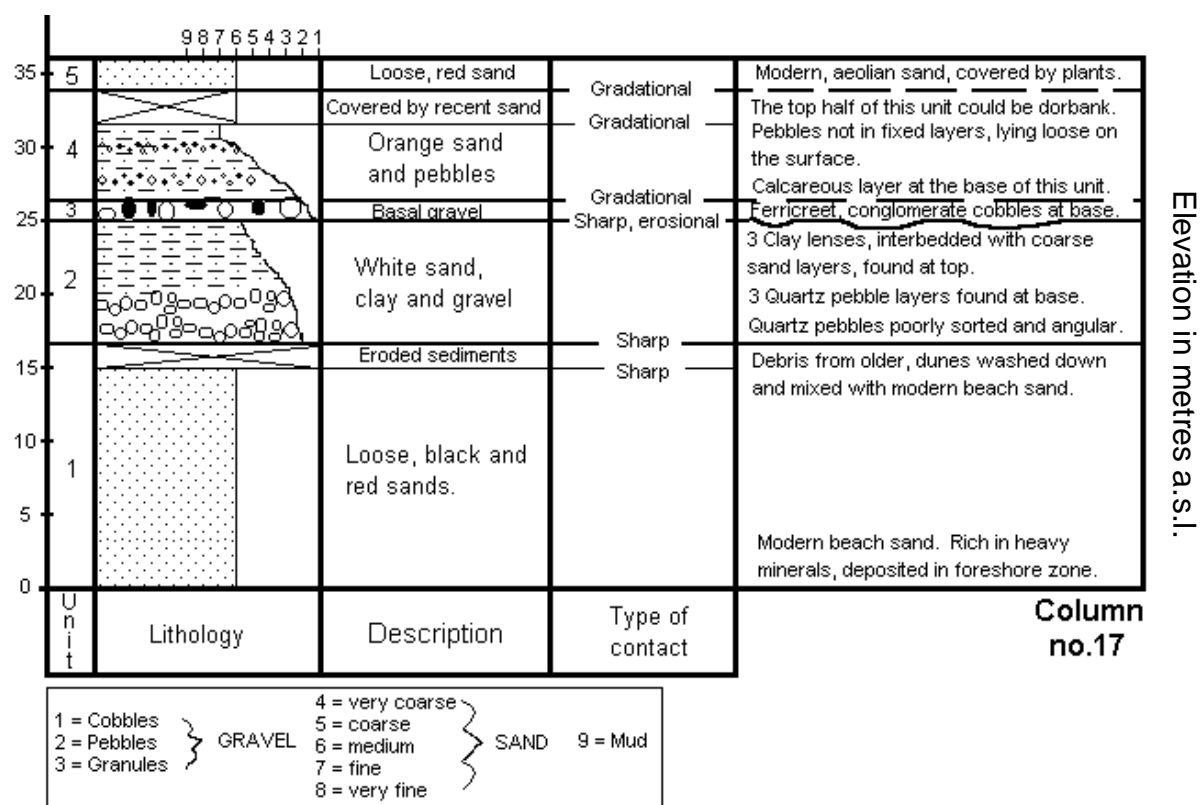 9 8 7 6 5 4 3 2 1
35
5
Loose, red sand
Modern, aeolian sand, covered by plants.
Gradational
Covered by recent sand
The top half of this unit could be dorbank.
Gradational
Pebbles not in fixed layers, lying loose on
the surface.
30
4
Orange sand
and pebbles
Calcareous layer at the base of this unit.
Gradational
3
Basal gravel
Ferricreet, conglomerate cobbles at base.
25
Sharp, erosional
3 Clay lenses, interbedded with coarse
sand layers, found at top.
2
White sand,
clay and gravel
20
3 Quartz pebble layers found at base.
Quartz pebbles poorly sorted and angular.
Sharp
Eroded sediments
Debris from older, dunes washed down
and mixed with modern beach sand.
15
Sharp
10
1
Loose, black and
red sands.
5
Modern beach sand. Rich in heavy
minerals, deposited in foreshore zone.
0
Elevation in metres a.s.l.
Unit
Lithology
Description
Type of
contact
Column
no.17
1 = Cobbles
2 = Pebbles
3 = Granules
GRAVEL
4 = very coarse
5 = coarse
6 = medium
7 = fine
8 = very fine
SAND
9 = Mud